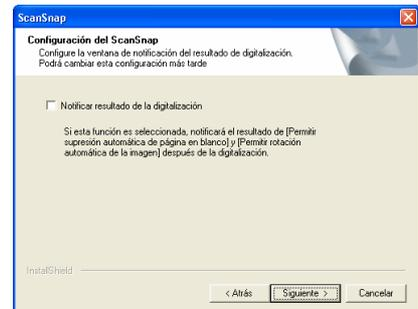 ScanSnap
Configuración del ScanSnap
Configure la ventana de notificación del resultado de digitalización.
Podrá cambiar esta configuración más tarde
Notificar resultado de la digitalización
Si esta función es seleccionada, notificará el resultado de [Permitir
supresión automática de página en blanco] y [Permitir rotación
automática de la imagen] después de la digitalización.
InstallShield
< Atrás Siguiente > Cancelar